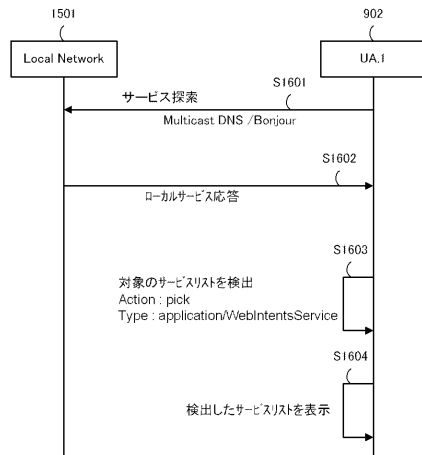 1501
902
Local Network
UA.1
S1601
サービス探索
Multicast DNS /Bonjour
S1602
ローカルサービス応答
S1603
対象のサービスリストを検出
Action : pick
Type : application/WebIntentsService
S1604
検出したサービスリストを表示